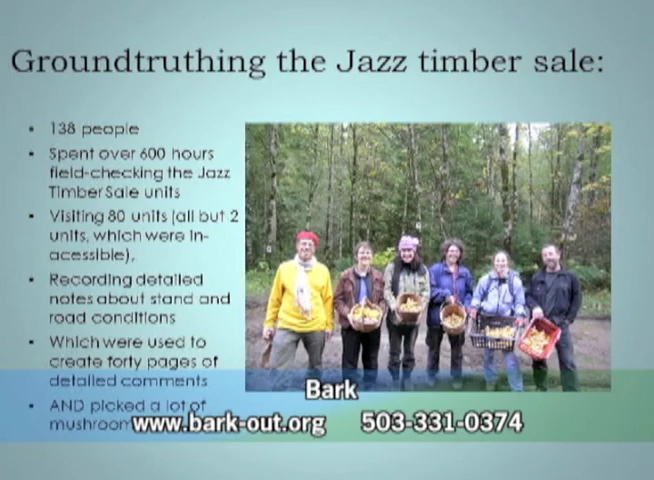 Groundtruthing the Jazz timber sale:
• 138 people
• Spent over 600 hours
field-checking the Jazz
Timber Sale units
• Visiting 80 units (all but 2
units, which were in-
acessible),
• Recording detailed
notes about stand and
road conditions
• Which were used to
create forty pages of
detailed comments
• AND picked a lot of
mushroom
Bark
www.bark-out.org 503-331-0374